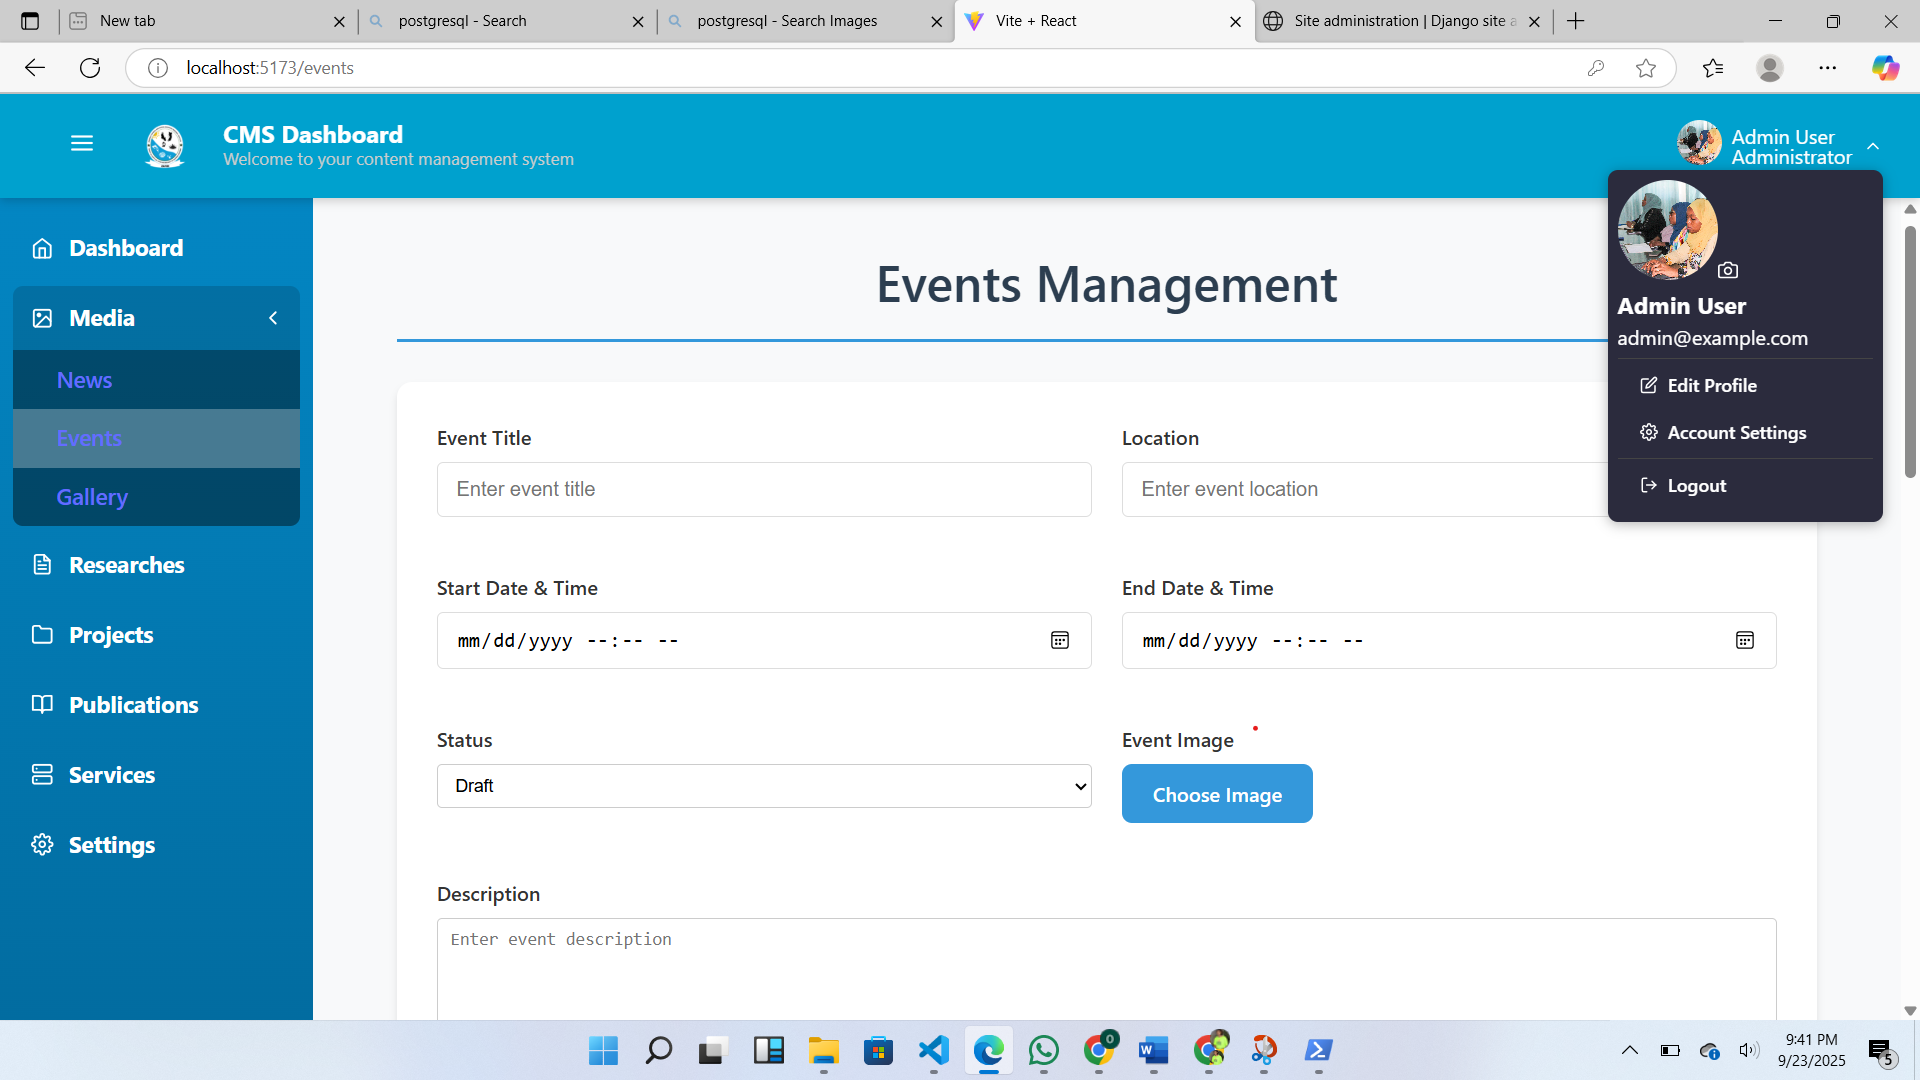 New tab
postgresql - Search
postgresql - Search Images
Vite + React
Site administration | Django site a
localhost:5173/events
CMS Dashboard
Welcome to your content management system
Admin User
Administrator
Admin User
admin@example.com
Edit Profile
Account Settings
Logout
Dashboard
Media
News
Events
Gallery
Researches
Projects
Publications
Services
Settings
Events Management
Event Title
Location
Enter event title
Enter event location
Start Date & Time
End Date & Time
mm/dd/yyyy --:-- --
mm/dd/yyyy --:-- --
Status
Event Image
Draft
Choose Image
Description
Enter event description
0
9:41 PM
9/23/2025
5